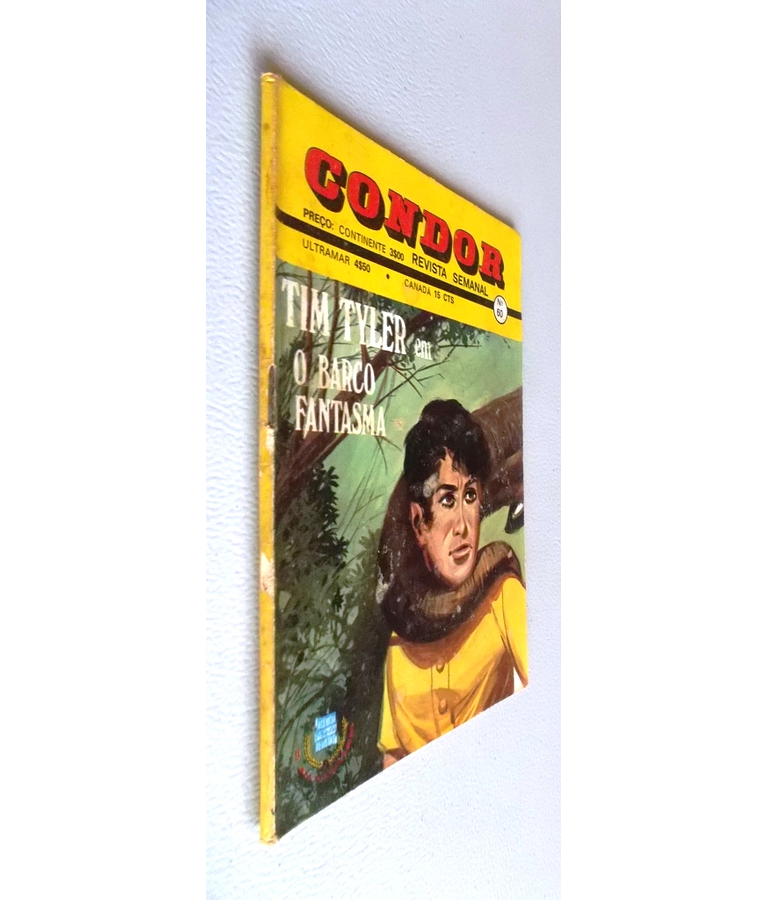 CONDOR
PREÇO: CONTINENTE 3$00 REVISTA SEMANAL
ULTRAMAR 4$50 • CANADÁ 15 CTS
Nº
60
TIM TYLER em
O BARCO
FANTASMA